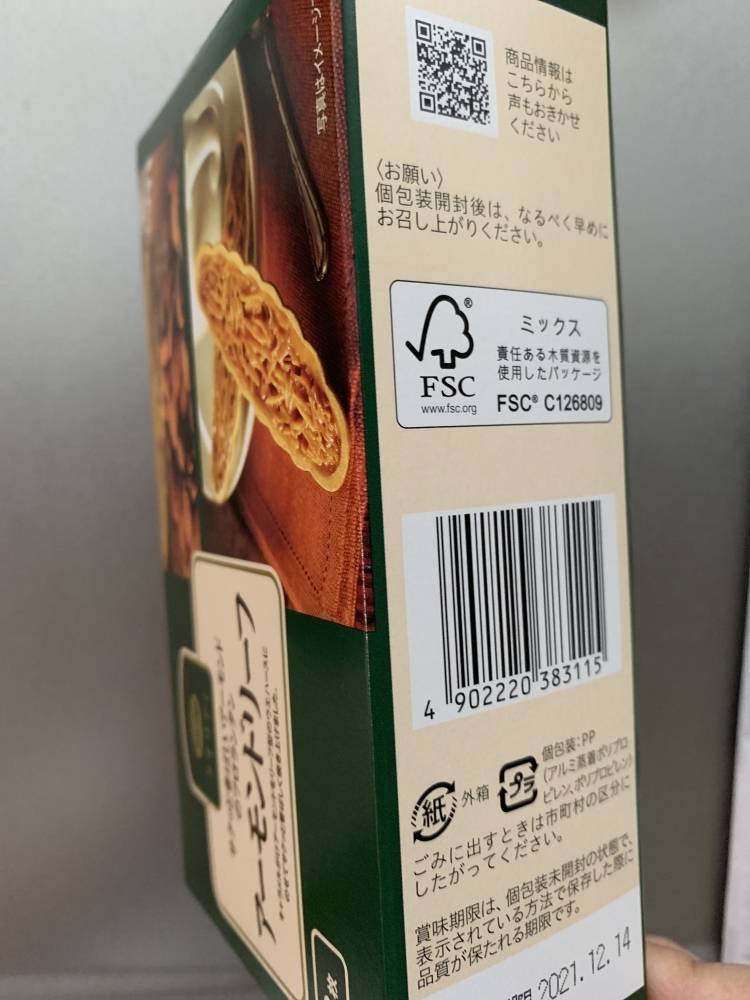 商品情報は
こちらから
声もおきかせ
ください
〈お願い〉
個包装開封後は、なるべく早めに
お召し上がりください。
FSC®
www.fsc.org
ミックス
責任ある木質資源を
使用したパッケージ
FSC® C126809
4 902220 383115
紙 外箱
プラ
個包装:PP
(アルミ蒸着ポリプロ
ピレン、ポリプロピレン)
ごみに出すときは市町村の区分に
したがってください。
賞味期限は、個包装未開封の状態で、
表示されている方法で保存した際に
品質が保たれる期限です。
2021.12.14
写真はイメージ
アーモンドリーフ